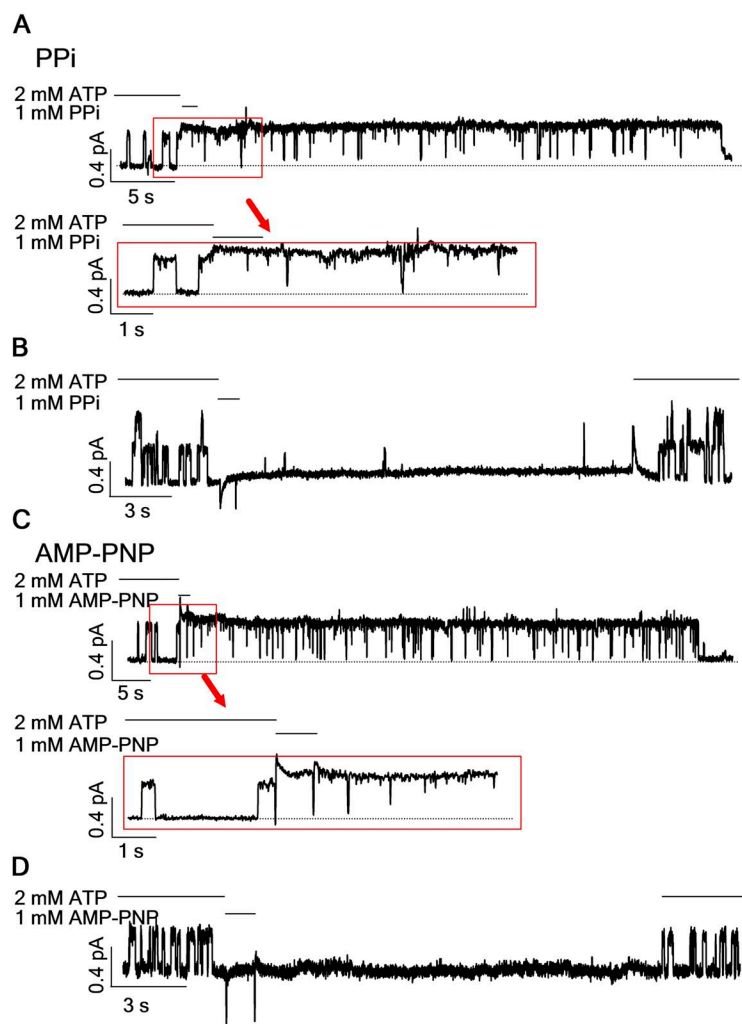 A
PPi
2 mM ATP
1 mM PPi
0.4 pA
5 s
2 mM ATP
1 mM PPi
0.4 pA
1 s
B
2 mM ATP
1 mM PPi
0.4 pA
3 s
C
AMP-PNP
2 mM ATP
1 mM AMP-PNP
0.4 pA
5 s
2 mM ATP
1 mM AMP-PNP
0.4 pA
1 s
D
2 mM ATP
1 mM AMP-PNP
0.4 pA
3 s